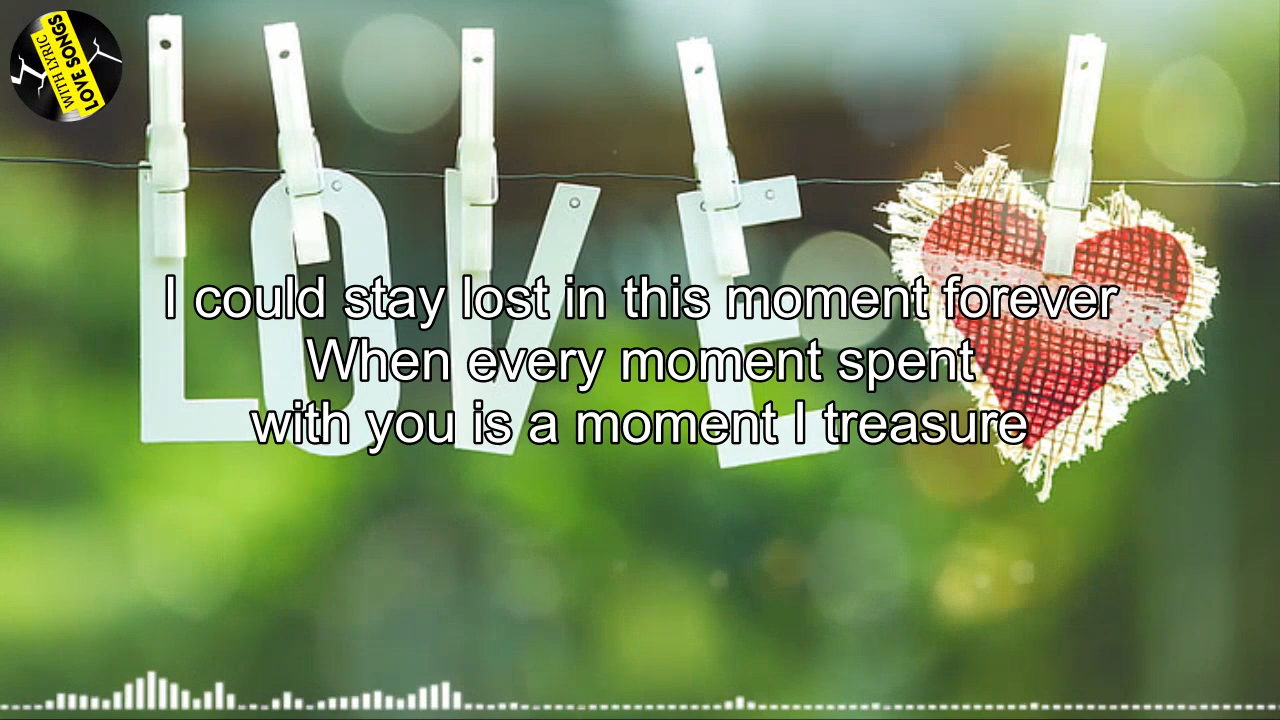 WITH LYRIC
LOVE SONGS
L O V E
I could stay lost in this moment forever
When every moment spent
with you is a moment I treasure